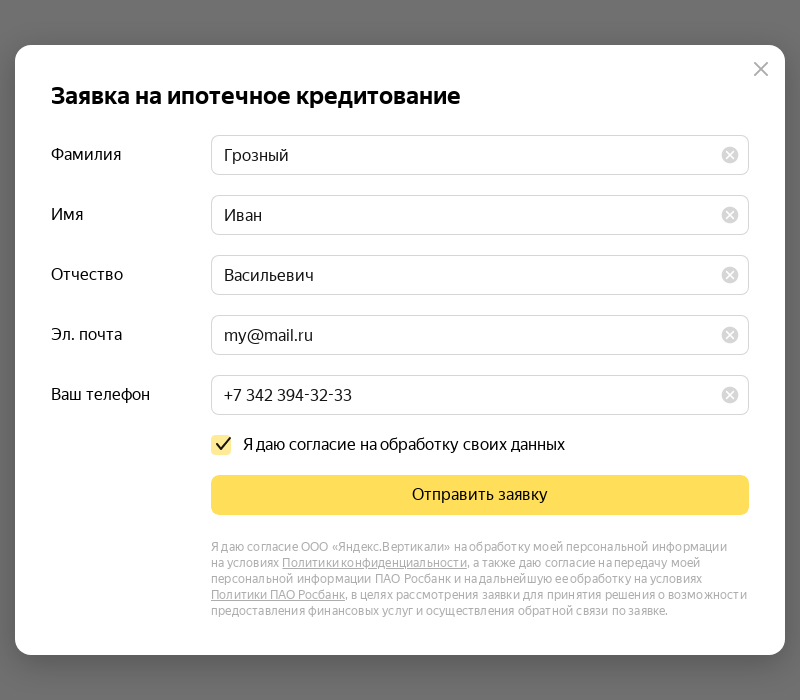 Заявка на ипотечное кредитование
Фамилия
Грозный
Имя
Иван
Отчество
Васильевич
Эл. почта
my@mail.ru
Ваш телефон
+7 342 394-32-33
Я даю согласие на обработку своих данных
Отправить заявку
Я даю согласие ООО «Яндекс.Вертикали» на обработку моей персональной информации
на условиях Политики конфиденциальности, а также даю согласие на передачу моей
персональной информации ПАО Росбанк и на дальнейшую ее обработку на условиях
Политики ПАО Росбанк, в целях рассмотрения заявки для принятия решения о возможности
предоставления финансовых услуг и осуществления обратной связи по заявке.